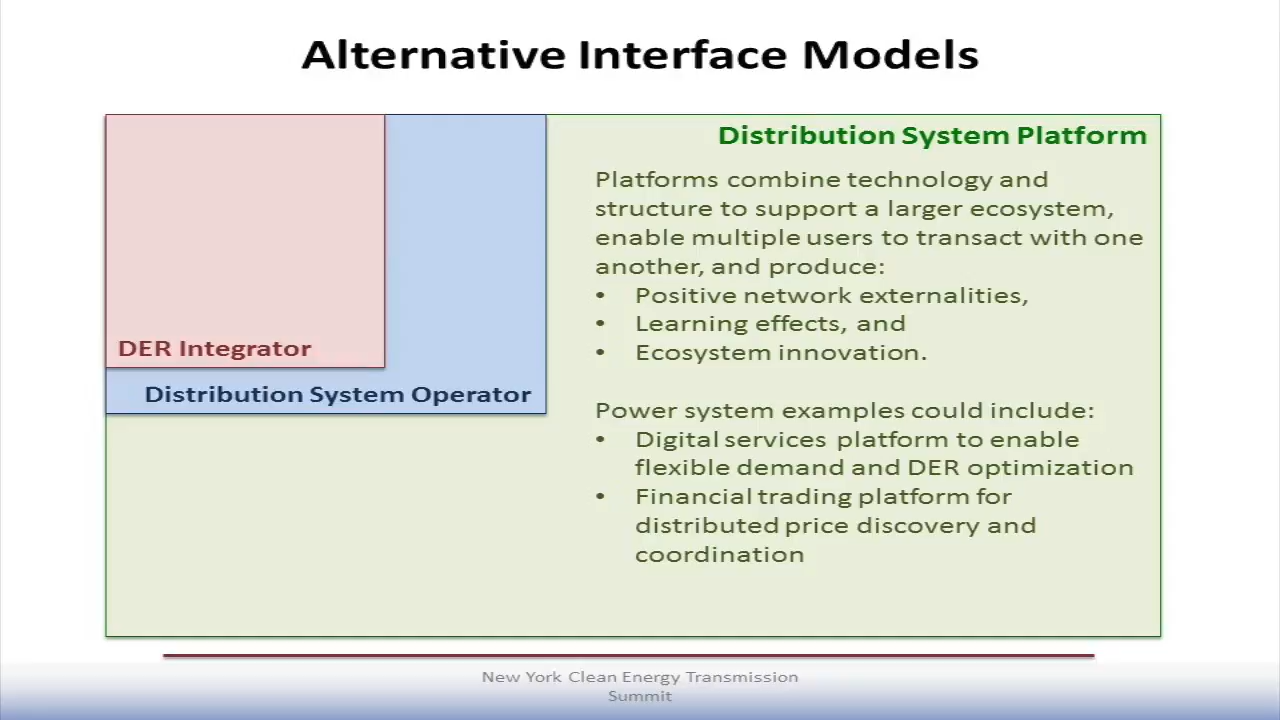 Alternative Interface Models
Distribution System Platform
Platforms combine technology and
structure to support a larger ecosystem,
enable multiple users to transact with one
another, and produce:
• Positive network externalities,
• Learning effects, and
• Ecosystem innovation.
Power system examples could include:
• Digital services platform to enable
flexible demand and DER optimization
• Financial trading platform for
distributed price discovery and
coordination
DER Integrator
Distribution System Operator
New York Clean Energy Transmission
Summit